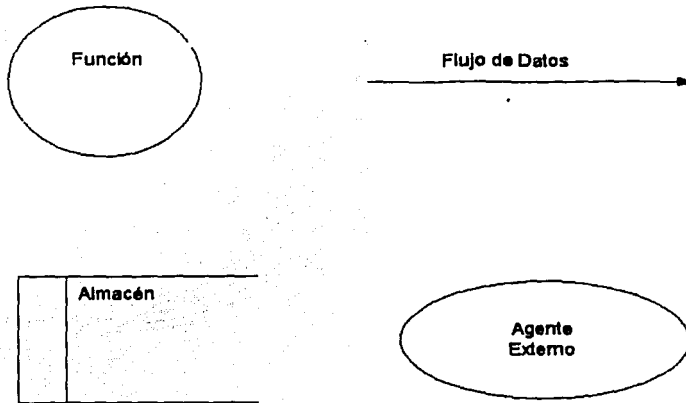 Función
Flujo de Datos
Almacén
Agente
Externo